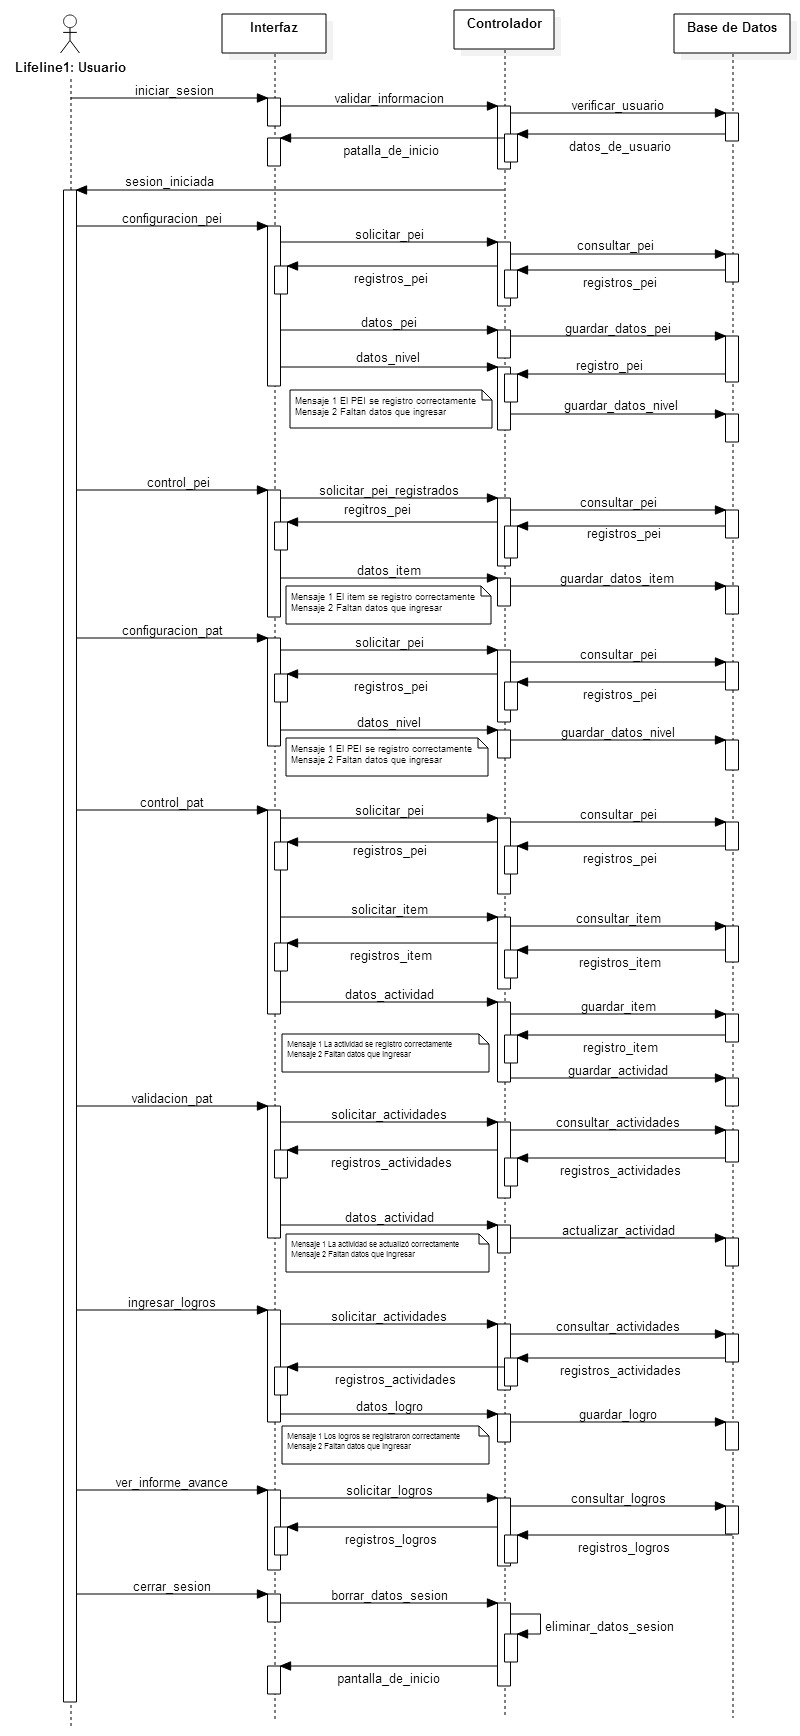 Interfaz
Controlador
Base de Datos
Lifeline1: Usuario
iniciar_sesion
validar_informacion
verificar_usuario
patalla_de_inicio
datos_de_usuario
sesion_iniciada
configuracion_pei
solicitar_pei
consultar_pei
registros_pei
registros_pei
datos_pei
guardar_datos_pei
datos_nivel
registro_pei
Mensaje 1 El PEI se registro correctamente
Mensaje 2 Faltan datos que ingresar
guardar_datos_nivel
control_pei
solicitar_pei_registrados
consultar_pei
regitros_pei
registros_pei
datos_item
guardar_datos_item
Mensaje 1 El item se registro correctamente
Mensaje 2 Faltan datos que ingresar
configuracion_pat
solicitar_pei
consultar_pei
registros_pei
registros_pei
datos_nivel
guardar_datos_nivel
Mensaje 1 El PEI se registro correctamente
Mensaje 2 Faltan datos que ingresar
control_pat
solicitar_pei
consultar_pei
registros_pei
registros_pei
solicitar_item
consultar_item
registros_item
registros_item
datos_actividad
guardar_item
Mensaje 1 La actividad se registro correctamente
Mensaje 2 Faltan datos que ingresar
registro_item
guardar_actividad
validacion_pat
solicitar_actividades
consultar_actividades
registros_actividades
registros_actividades
datos_actividad
actualizar_actividad
Mensaje 1 La actividad se actualizó correctamente
Mensaje 2 Faltan datos que ingresar
ingresar_logros
solicitar_actividades
consultar_actividades
registros_actividades
registros_actividades
datos_logro
guardar_logro
Mensaje 1 Los logros se registraron correctamente
Mensaje 2 Faltan datos que ingresar
ver_informe_avance
solicitar_logros
consultar_logros
registros_logros
registros_logros
cerrar_sesion
borrar_datos_sesion
eliminar_datos_sesion
pantalla_de_inicio